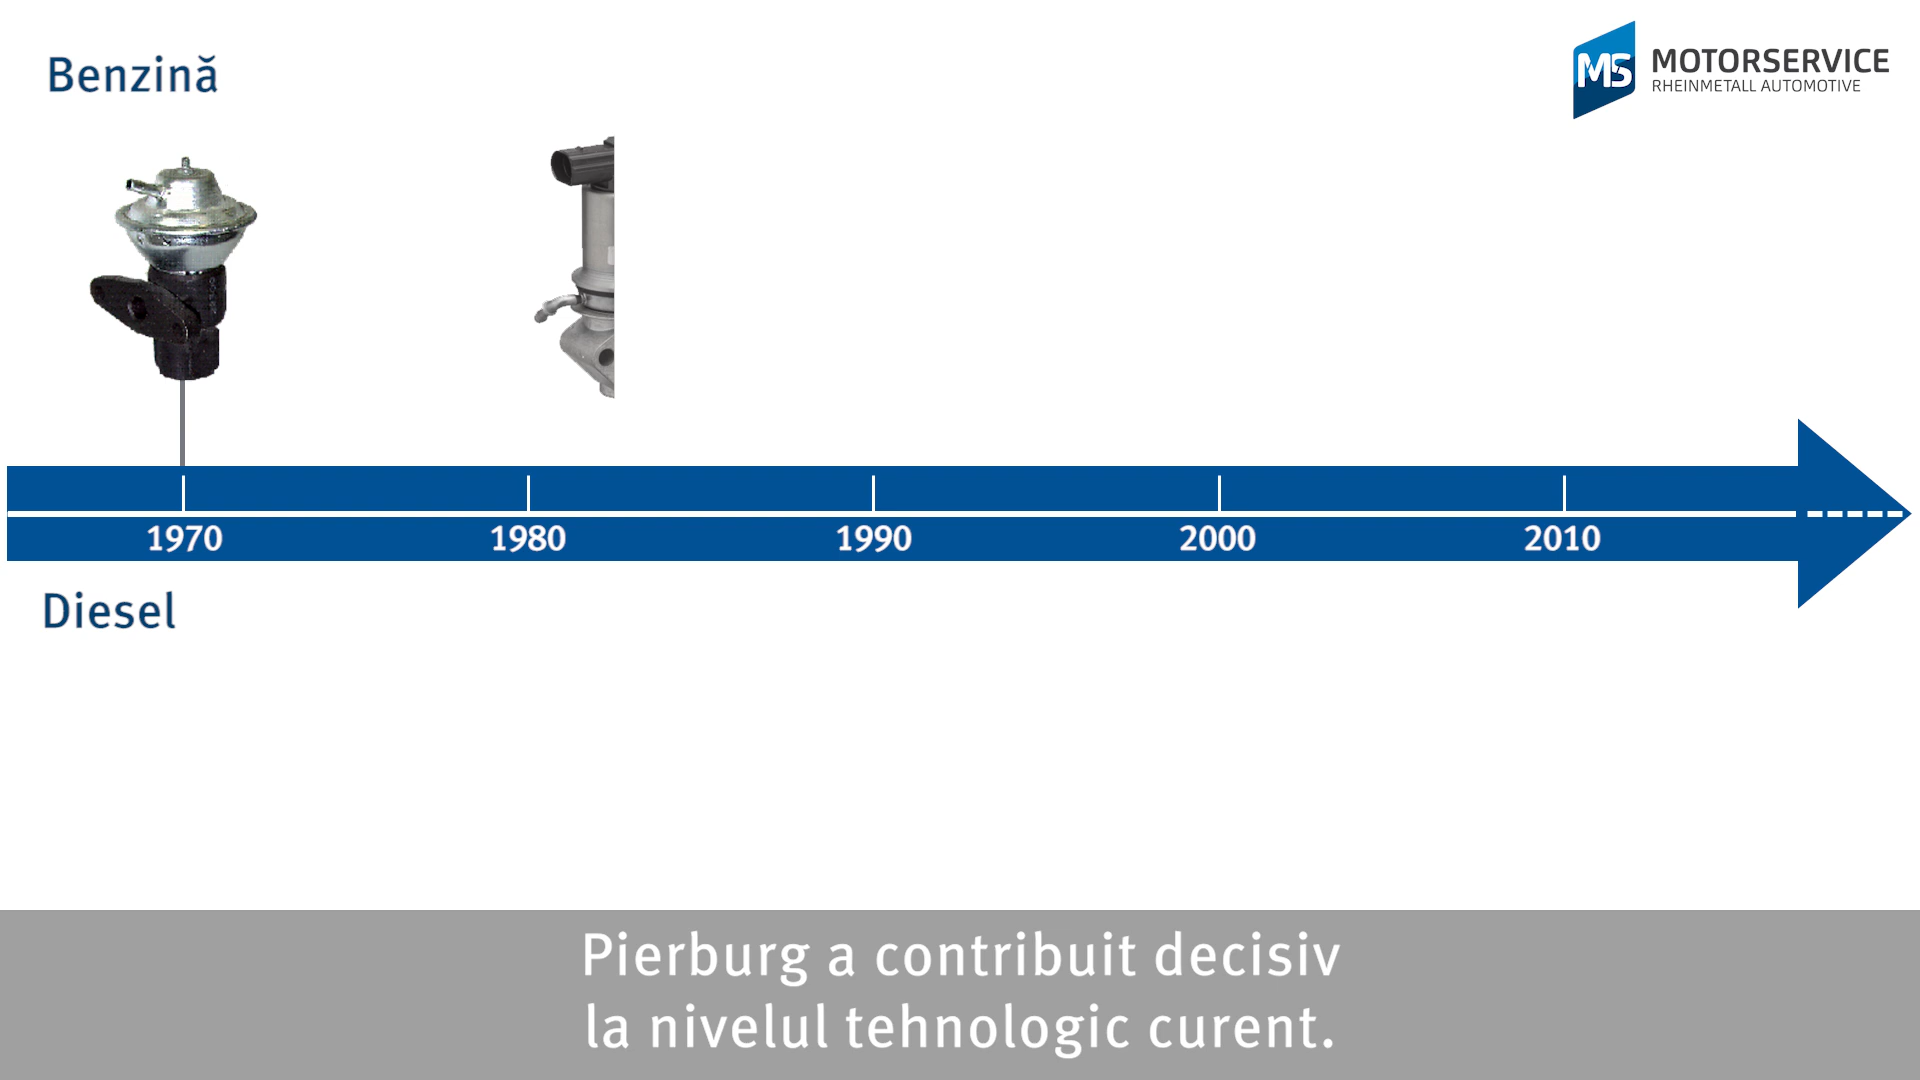 Benzină
MS MOTORSERVICE
RHEINMETALL AUTOMOTIVE
1970 1980 1990 2000 2010
Diesel
Pierburg a contribuit decisiv
la nivelul tehnologic curent.